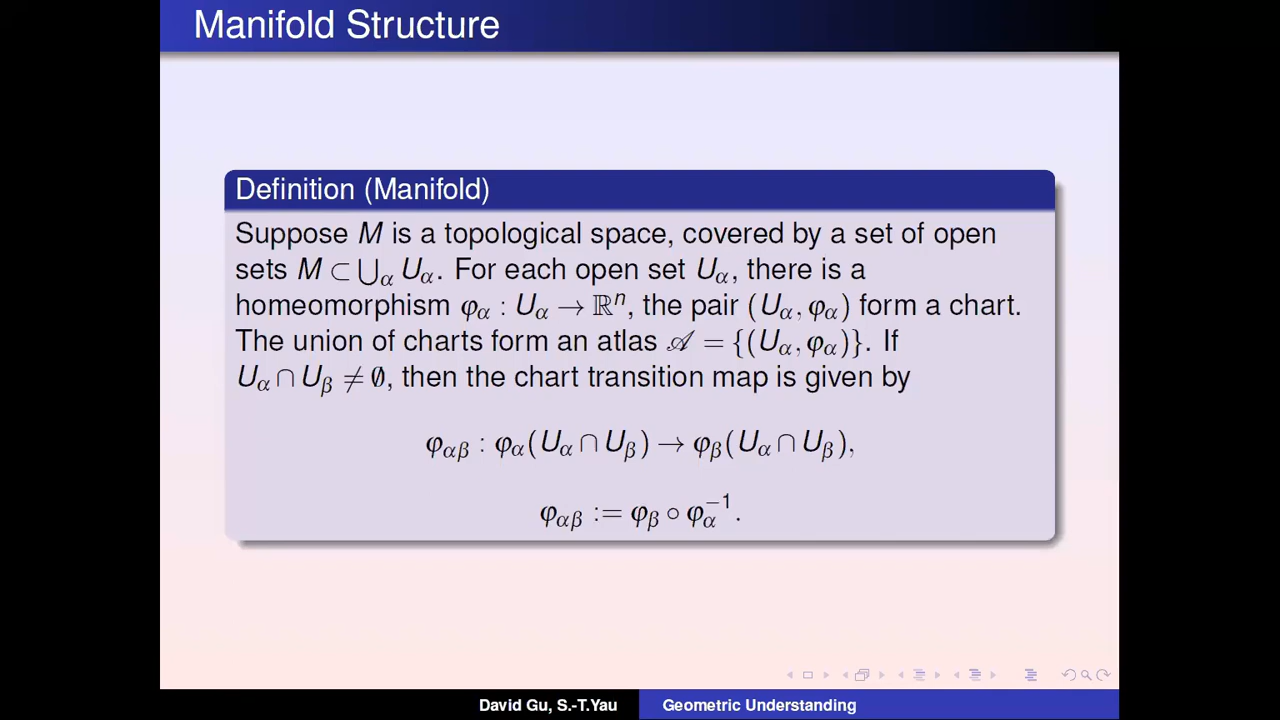 Manifold Structure
Definition (Manifold)
Suppose M is a topological space, covered by a set of open
sets M ⊂ ⋃α Uα. For each open set Uα, there is a
homeomorphism φα : Uα → ℝⁿ, the pair (Uα, φα) form a chart.
The union of charts form an atlas 𝒜 = {(Uα, φα)}. If
Uα ∩ Uβ ≠ ∅, then the chart transition map is given by
φαβ : φα(Uα ∩ Uβ) → φβ(Uα ∩ Uβ),
φαβ := φβ ∘ φα⁻¹.
David Gu, S.-T.Yau
Geometric Understanding